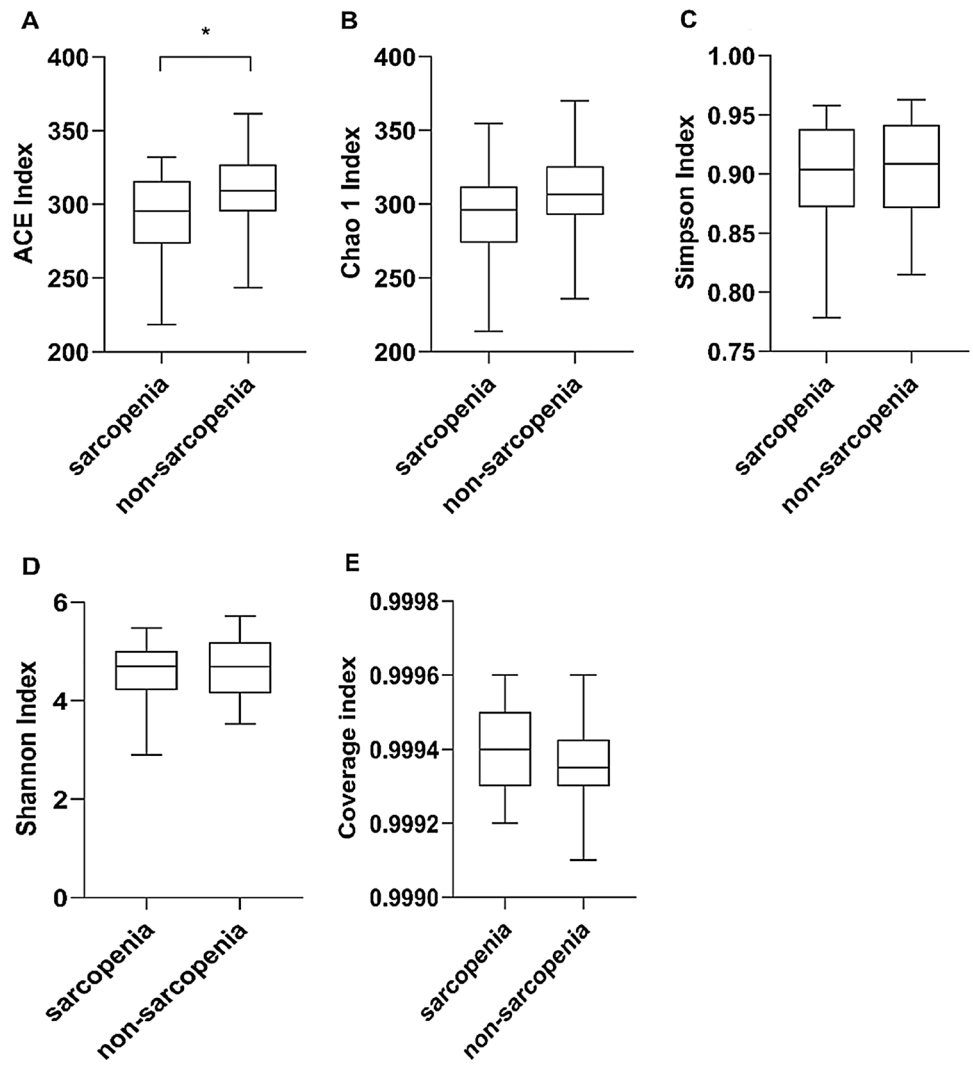 A
*
ACE Index
400
350
300
250
200
sarcopenia
non-sarcopenia
B
Chao 1 Index
400
350
300
250
200
sarcopenia
non-sarcopenia
C
Simpson Index
1.00
0.95
0.90
0.85
0.80
0.75
sarcopenia
non-sarcopenia
D
Shannon Index
6
4
2
0
sarcopenia
non-sarcopenia
E
Coverage index
0.9998
0.9996
0.9994
0.9992
0.9990
sarcopenia
non-sarcopenia